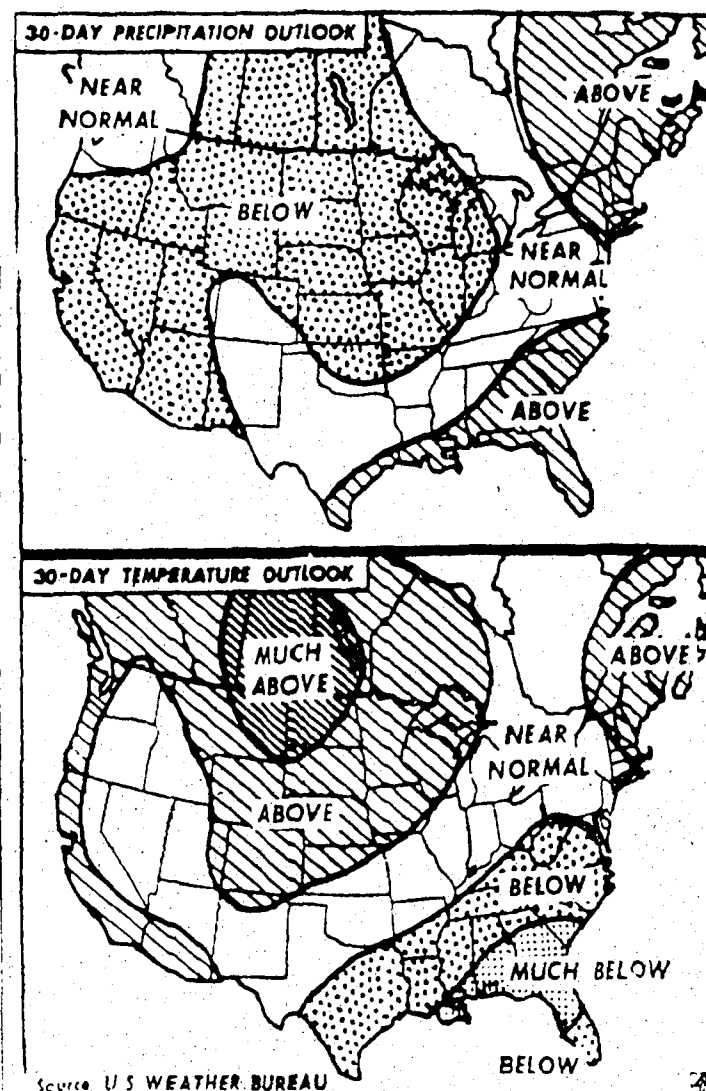 30-DAY PRECIPITATION OUTLOOK
NEAR
NORMAL
ABOVE
BELOW
NEAR
NORMAL
ABOVE
30-DAY TEMPERATURE OUTLOOK
MUCH
ABOVE
ABOVE
NEAR
NORMAL
ABOVE
BELOW
MUCH BELOW
BELOW
Source, U S WEATHER BUREAU